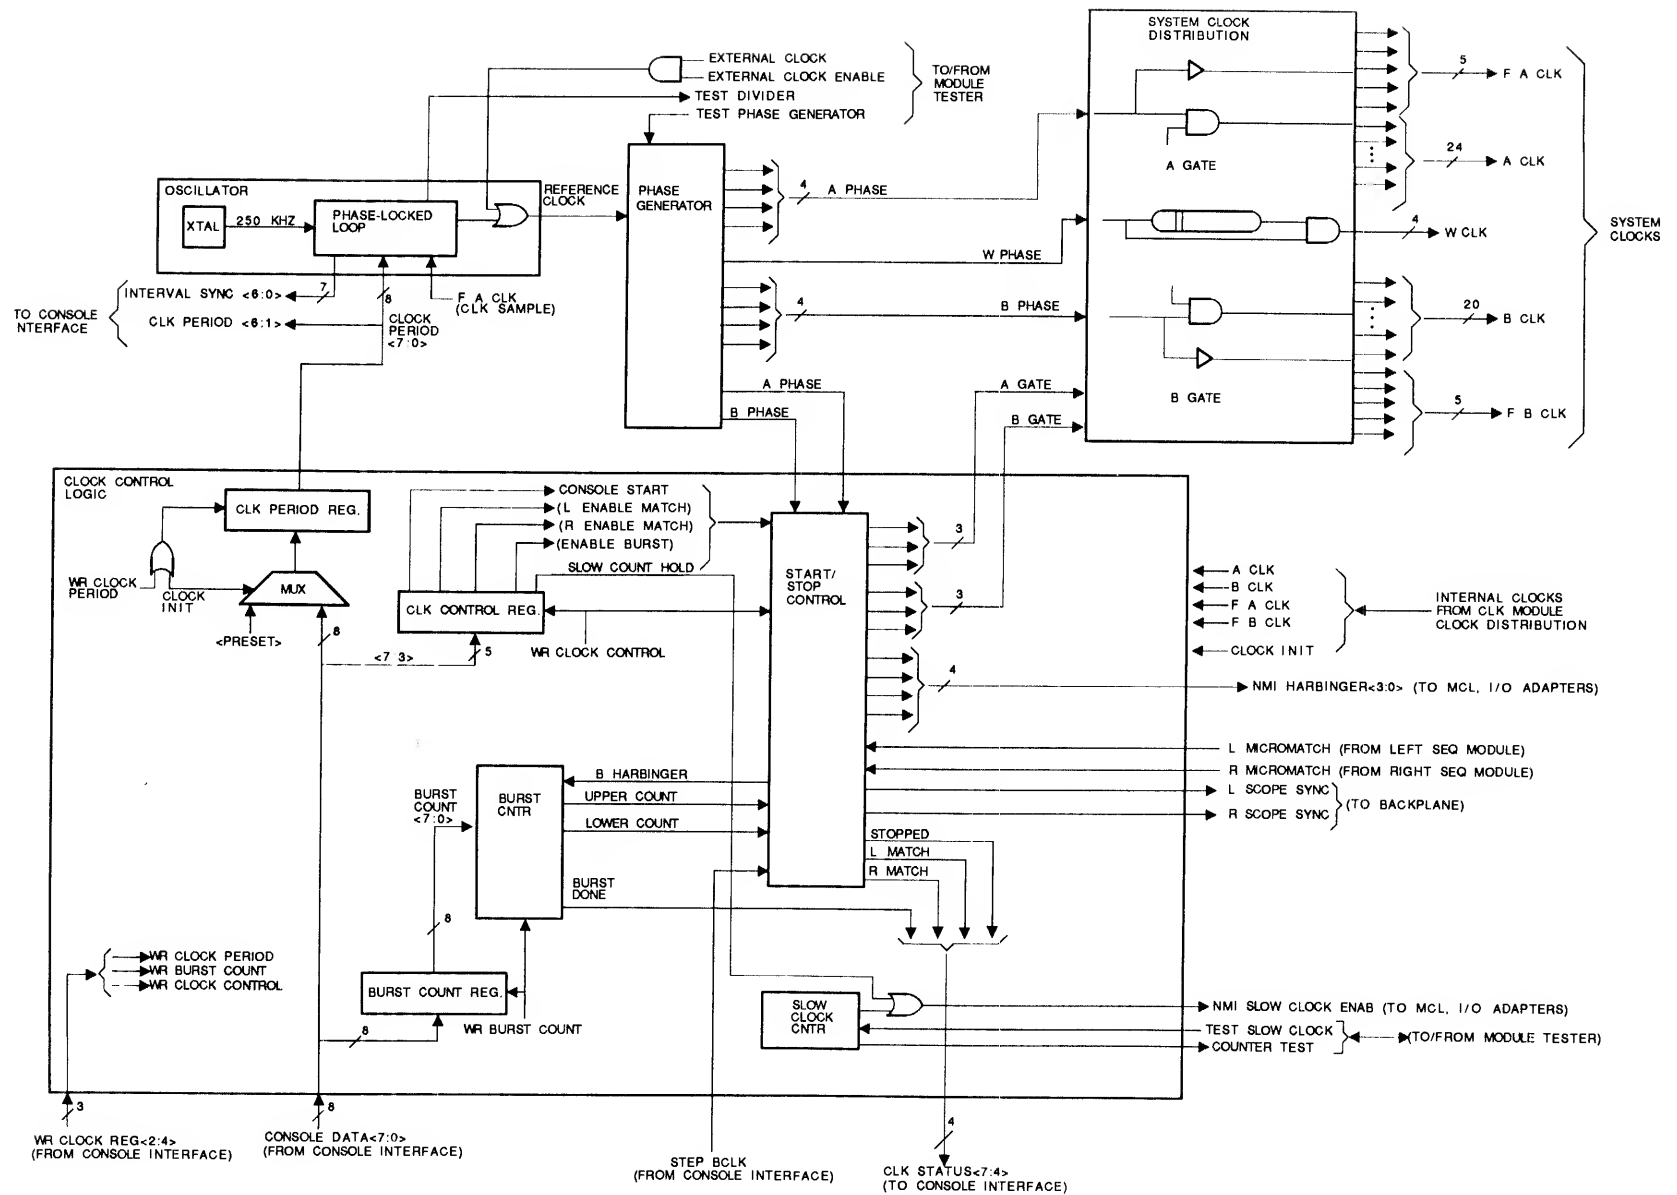 SYSTEM CLOCK
DISTRIBUTION
EXTERNAL CLOCK
EXTERNAL CLOCK ENABLE
TEST DIVIDER
TEST PHASE GENERATOR
TO/FROM
MODULE
TESTER
5
F A CLK
24
A CLK
A GATE
4
W CLK
SYSTEM
CLOCKS
20
B CLK
B GATE
5
F B CLK
OSCILLATOR
XTAL
250 KHZ
PHASE-LOCKED
LOOP
REFERENCE
CLOCK
PHASE
GENERATOR
4
A PHASE
W PHASE
4
B PHASE
A PHASE
B PHASE
A GATE
B GATE
TO CONSOLE
NTERFACE
INTERVAL SYNC <6:0>
7
CLK PERIOD <6:1>
8
CLOCK
PERIOD
<7:0>
F A CLK
(CLK SAMPLE)
CLOCK CONTROL
LOGIC
CLK PERIOD REG.
WR CLOCK
PERIOD
CLOCK
INIT
MUX
<PRESET>
8
CONSOLE START
(L ENABLE MATCH)
(R ENABLE MATCH)
(ENABLE BURST)
SLOW COUNT HOLD
CLK CONTROL REG.
<7 3>
5
WR CLOCK CONTROL
START/
STOP
CONTROL
3
3
4
A CLK
B CLK
F A CLK
F B CLK
CLOCK INIT
INTERNAL CLOCKS
FROM CLK MODULE
CLOCK DISTRIBUTION
NMI HARBINGER<3:0> (TO MCL, I/O ADAPTERS)
L MICROMATCH (FROM LEFT SEQ MODULE)
R MICROMATCH (FROM RIGHT SEQ MODULE)
L SCOPE SYNC
R SCOPE SYNC
(TO BACKPLANE)
BURST
COUNT
<7:0>
BURST
CNTR
B HARBINGER
UPPER COUNT
LOWER COUNT
BURST
DONE
STOPPED
L MATCH
R MATCH
8
WR CLOCK PERIOD
WR BURST COUNT
WR CLOCK CONTROL
BURST COUNT REG.
8
WR BURST COUNT
SLOW
CLOCK
CNTR
NMI SLOW CLOCK ENAB (TO MCL, I/O ADAPTERS)
TEST SLOW CLOCK
COUNTER TEST
(TO/FROM MODULE TESTER)
3
8
WR CLOCK REG<2:4>
(FROM CONSOLE INTERFACE)
CONSOLE DATA<7:0>
(FROM CONSOLE INTERFACE)
STEP BCLK
(FROM CONSOLE INTERFACE)
4
CLK STATUS<7:4>
(TO CONSOLE INTERFACE)